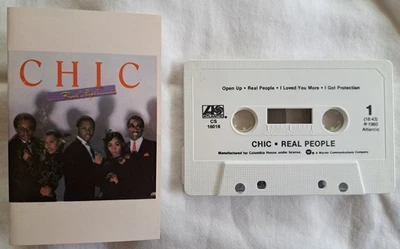 CHIC
Real People
Open Up • Real People • I Loved You More • I Got Protection
ATLANTIC
CS
16016
1
(18:43)
℗ 1980
Atlantic
CHIC • REAL PEOPLE
Manufactured by Columbia House under license.
A Warner Communications Company